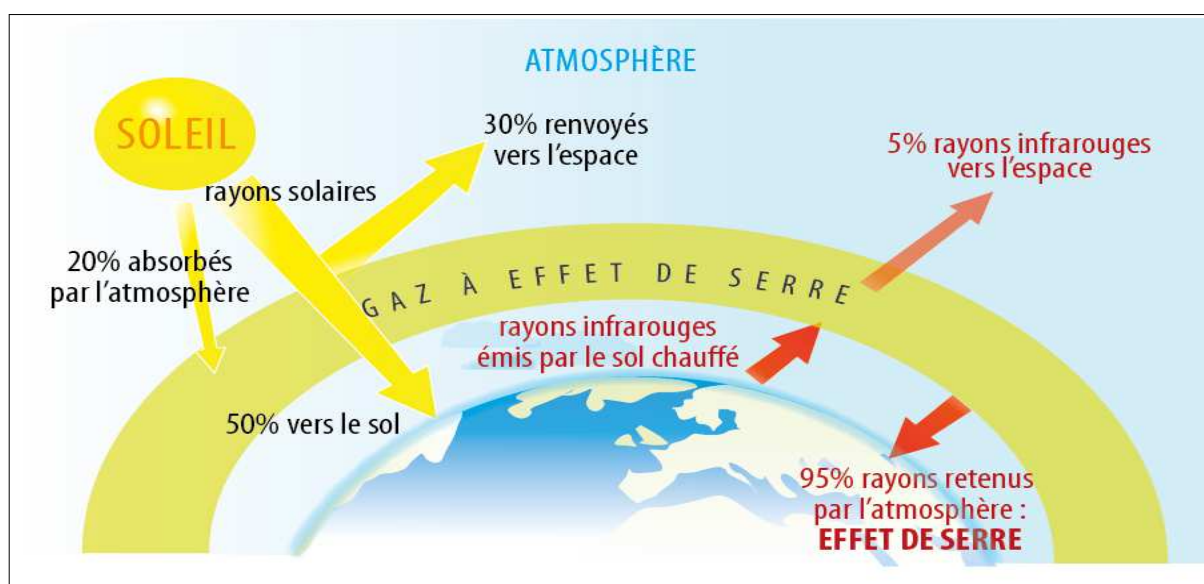 ATMOSPHÈRE
SOLEIL
rayons solaires
30% renvoyés
vers l’espace
5% rayons infrarouges
vers l’espace
20% absorbés
par l’atmosphère
GAZ À EFFET DE SERRE
rayons infrarouges
émis par le sol chauffé
50% vers le sol
95% rayons retenus
par l’atmosphère :
EFFET DE SERRE